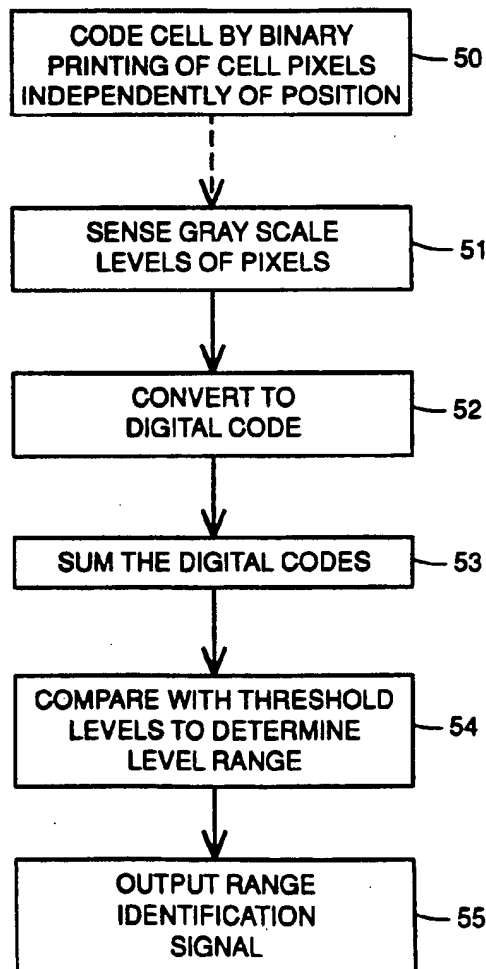 CODE CELL BY BINARY
PRINTING OF CELL PIXELS
INDEPENDENTLY OF POSITION
50
SENSE GRAY SCALE
LEVELS OF PIXELS
51
CONVERT TO
DIGITAL CODE
52
SUM THE DIGITAL CODES
53
COMPARE WITH THRESHOLD
LEVELS TO DETERMINE
LEVEL RANGE
54
OUTPUT RANGE
IDENTIFICATION
SIGNAL
55